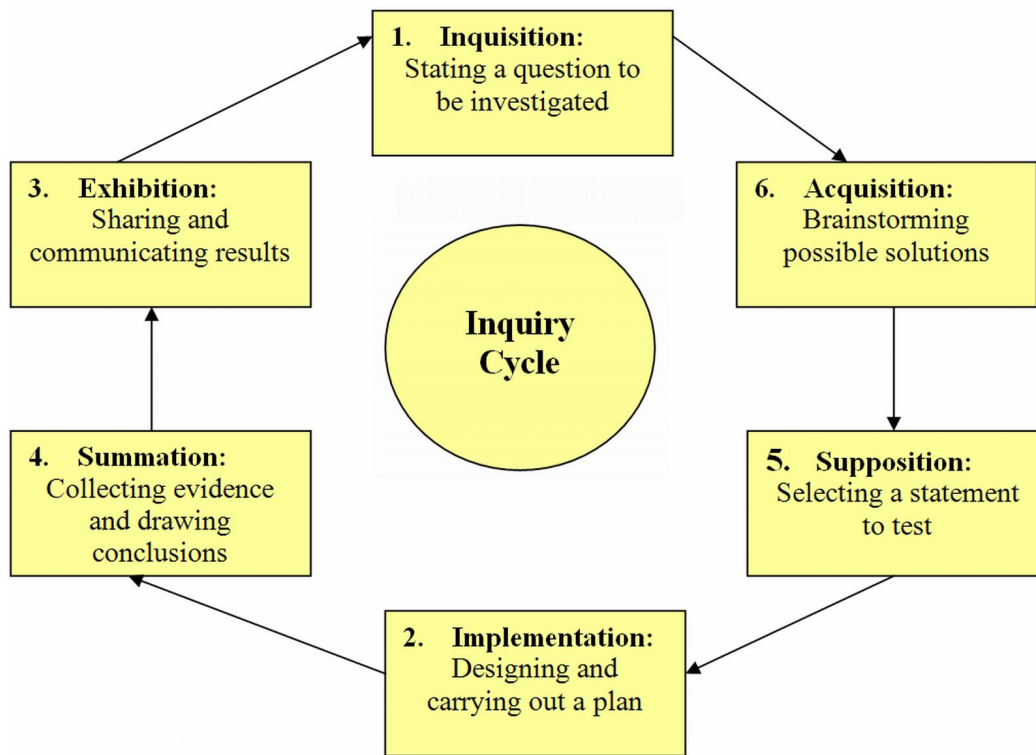 1. Inquisition:
Stating a question to
be investigated
3. Exhibition:
Sharing and
communicating results
6. Acquisition:
Brainstorming
possible solutions
Inquiry
Cycle
4. Summation:
Collecting evidence
and drawing
conclusions
5. Supposition:
Selecting a statement
to test
2. Implementation:
Designing and
carrying out a plan